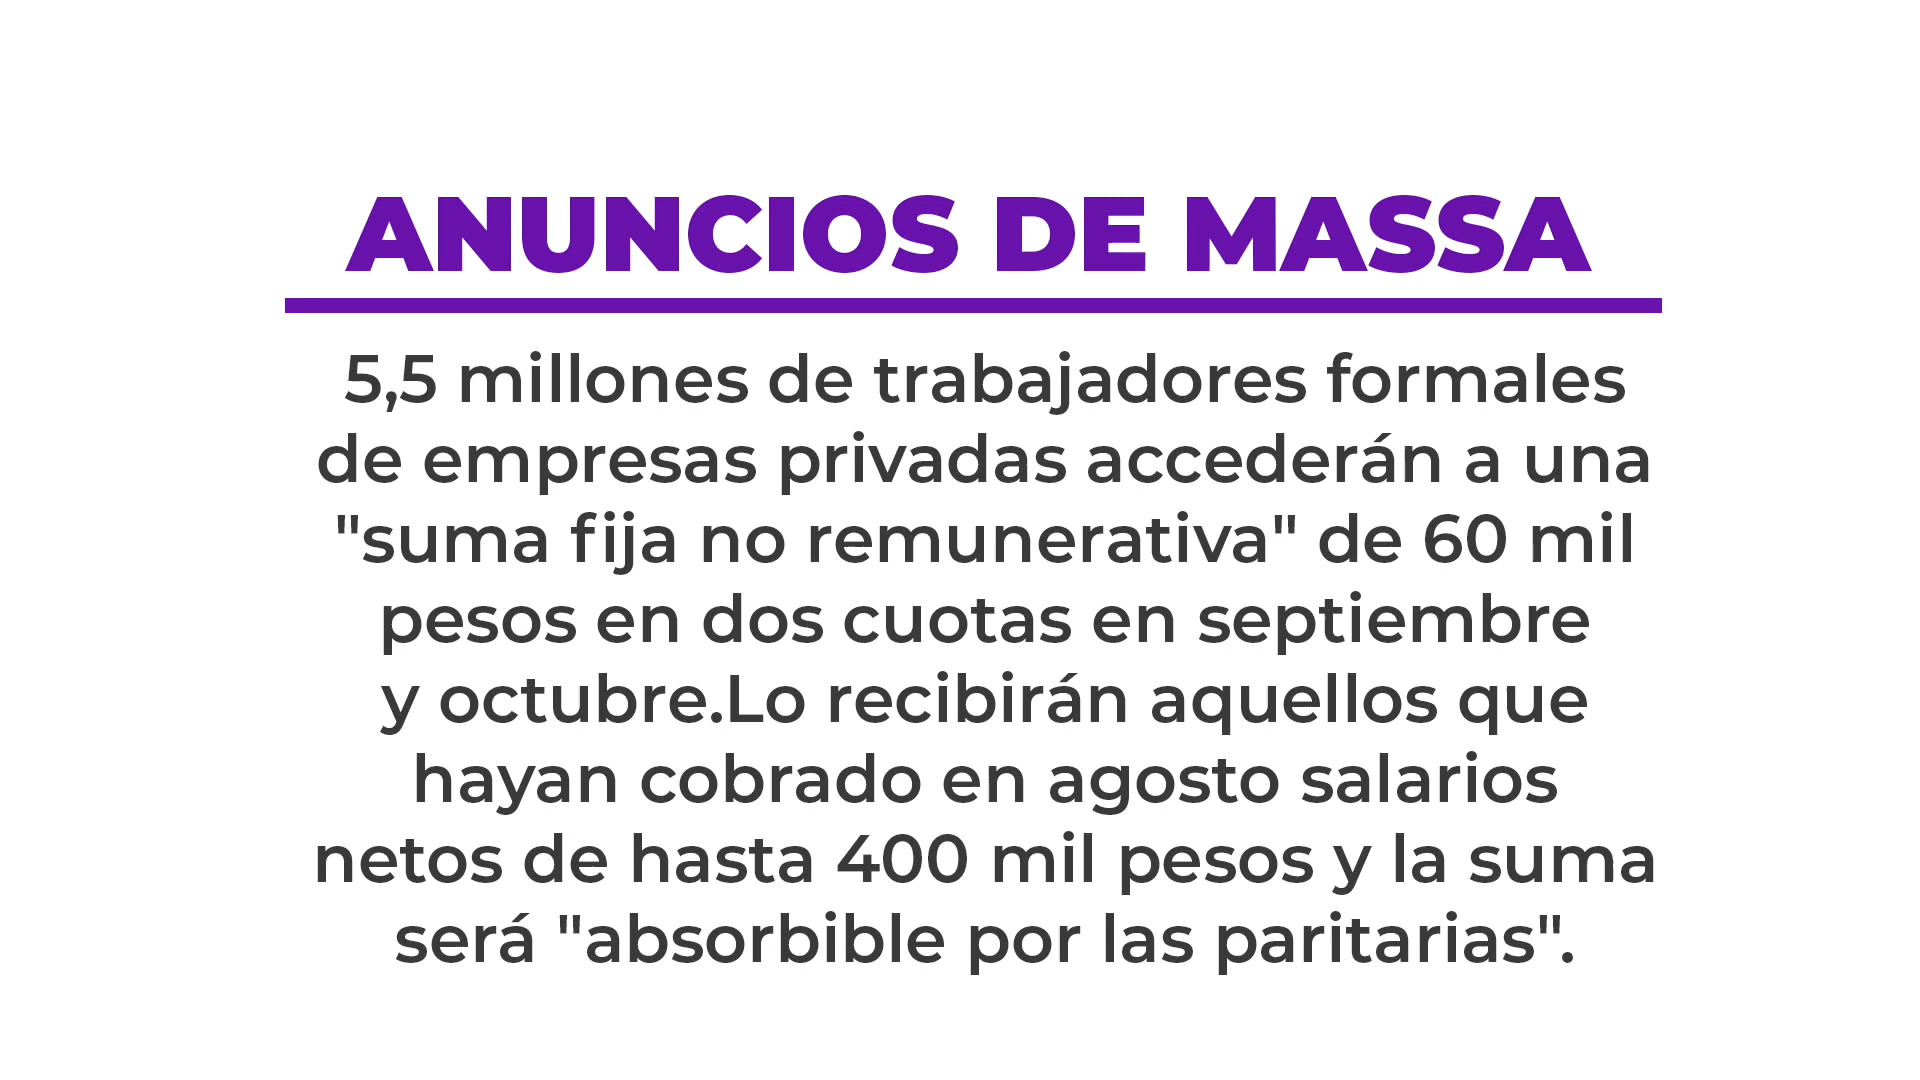 ANUNCIOS DE MASSA
5,5 millones de trabajadores formales
de empresas privadas accederán a una
"suma fija no remunerativa" de 60 mil
pesos en dos cuotas en septiembre
y octubre.Lo recibirán aquellos que
hayan cobrado en agosto salarios
netos de hasta 400 mil pesos y la suma
será "absorbible por las paritarias".